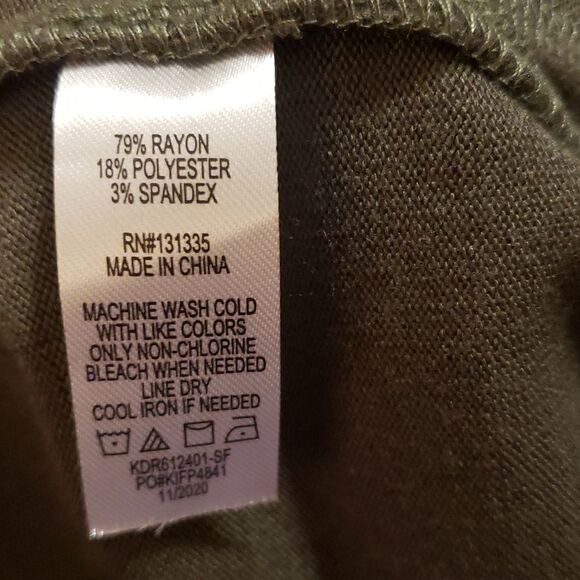 79% RAYON
18% POLYESTER
3% SPANDEX
RN#131335
MADE IN CHINA
MACHINE WASH COLD
WITH LIKE COLORS
ONLY NON-CHLORINE
BLEACH WHEN NEEDED
LINE DRY
COOL IRON IF NEEDED
KDR612401-SF
PO#KIFP4841
11/2020